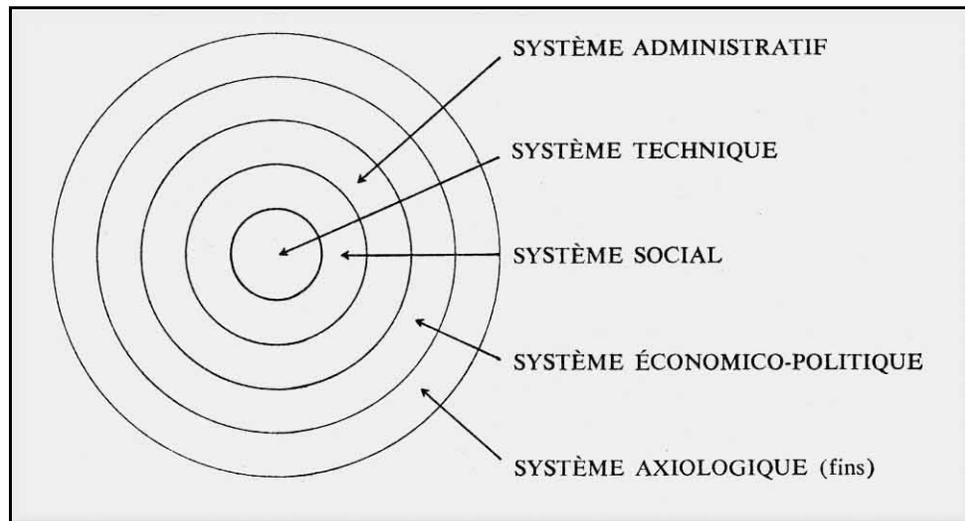 SYSTÈME ADMINISTRATIF
SYSTÈME TECHNIQUE
SYSTÈME SOCIAL
SYSTÈME ÉCONOMICO-POLITIQUE
SYSTÈME AXIOLOGIQUE (fins)